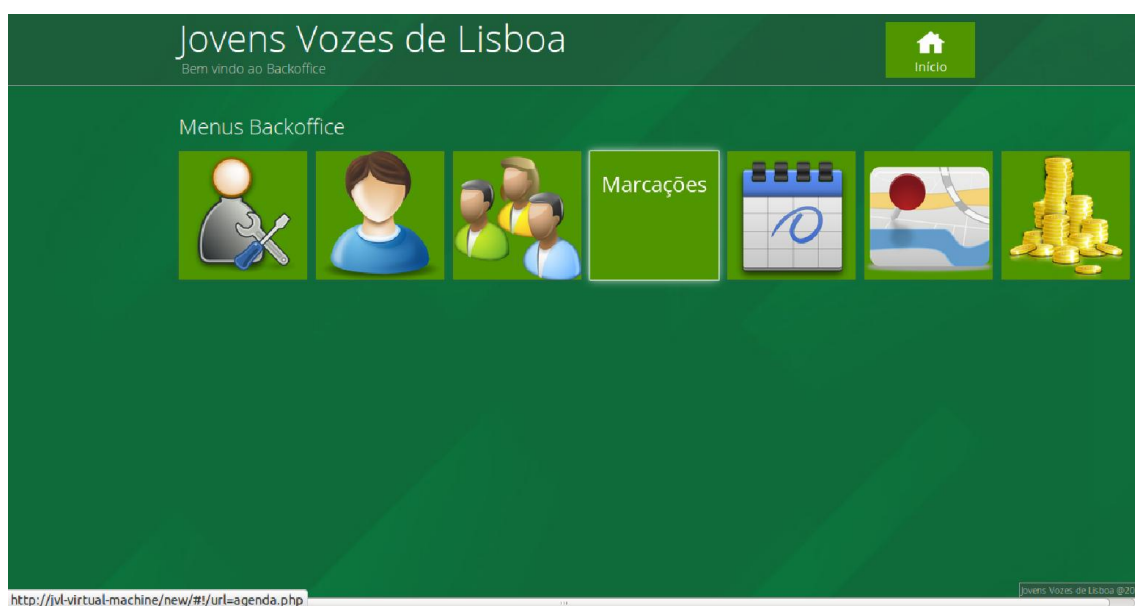 Jovens Vozes de Lisboa
Bem vindo ao Backoffice
Início
Menus Backoffice
Marcações
Jovens Vozes de Lisboa @20
http://jvl-virtual-machine/new/#!/url=agenda.php